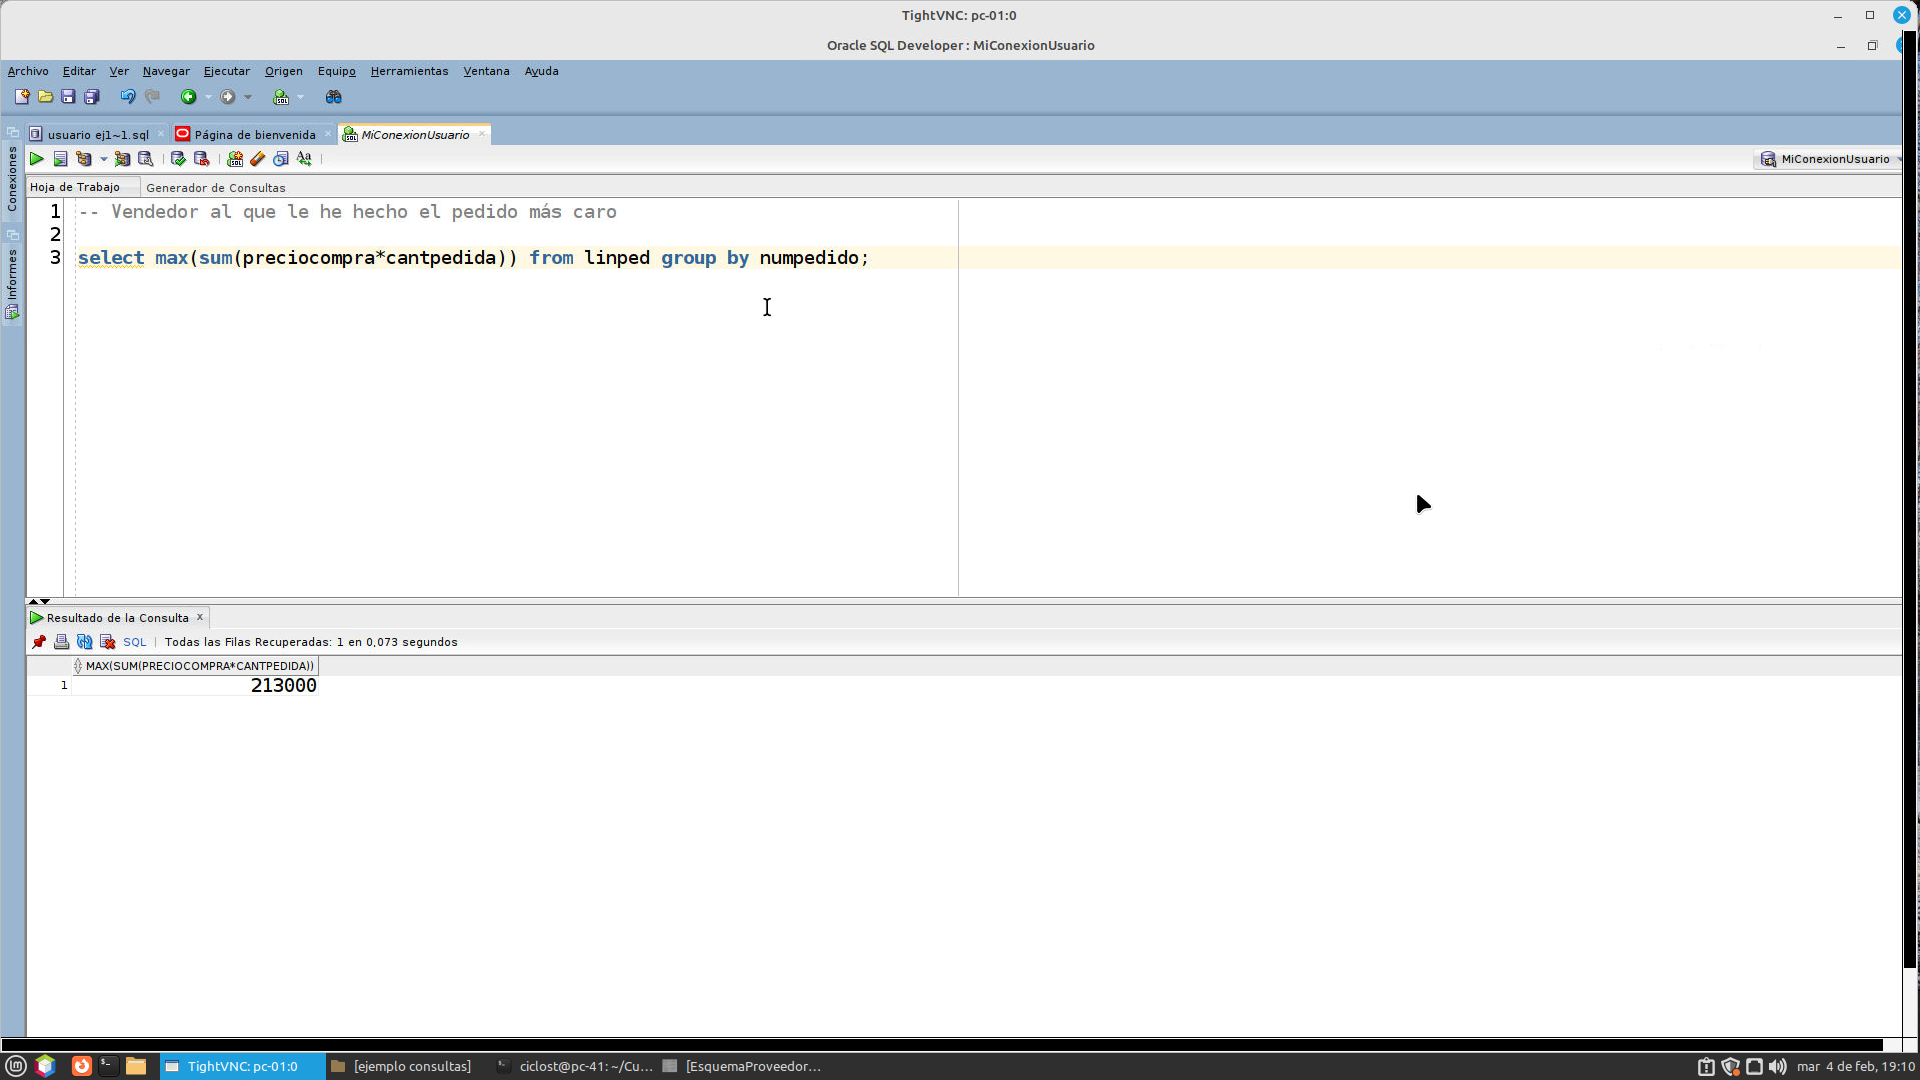 TightVNC: pc-01:0
Oracle SQL Developer : MiConexionUsuario
Archivo Editar Ver Navegar Ejecutar Origen Equipo Herramientas Ventana Ayuda
usuario ej1~1.sql Página de bienvenida MiConexionUsuario
MiConexionUsuario
Conexiones
Informes
Hoja de Trabajo Generador de Consultas
1 -- Vendedor al que le he hecho el pedido más caro
2
3 select max(sum(preciocompra*cantpedida)) from linped group by numpedido;
Resultado de la Consulta x
SQL | Todas las Filas Recuperadas: 1 en 0,073 segundos
MAX(SUM(PRECIOCOMPRA*CANTPEDIDA))
1 213000
TightVNC: pc-01:0 [ejemplo consultas] ciclost@pc-41: ~/Cu... [EsquemaProveedor... mar 4 de feb, 19:10